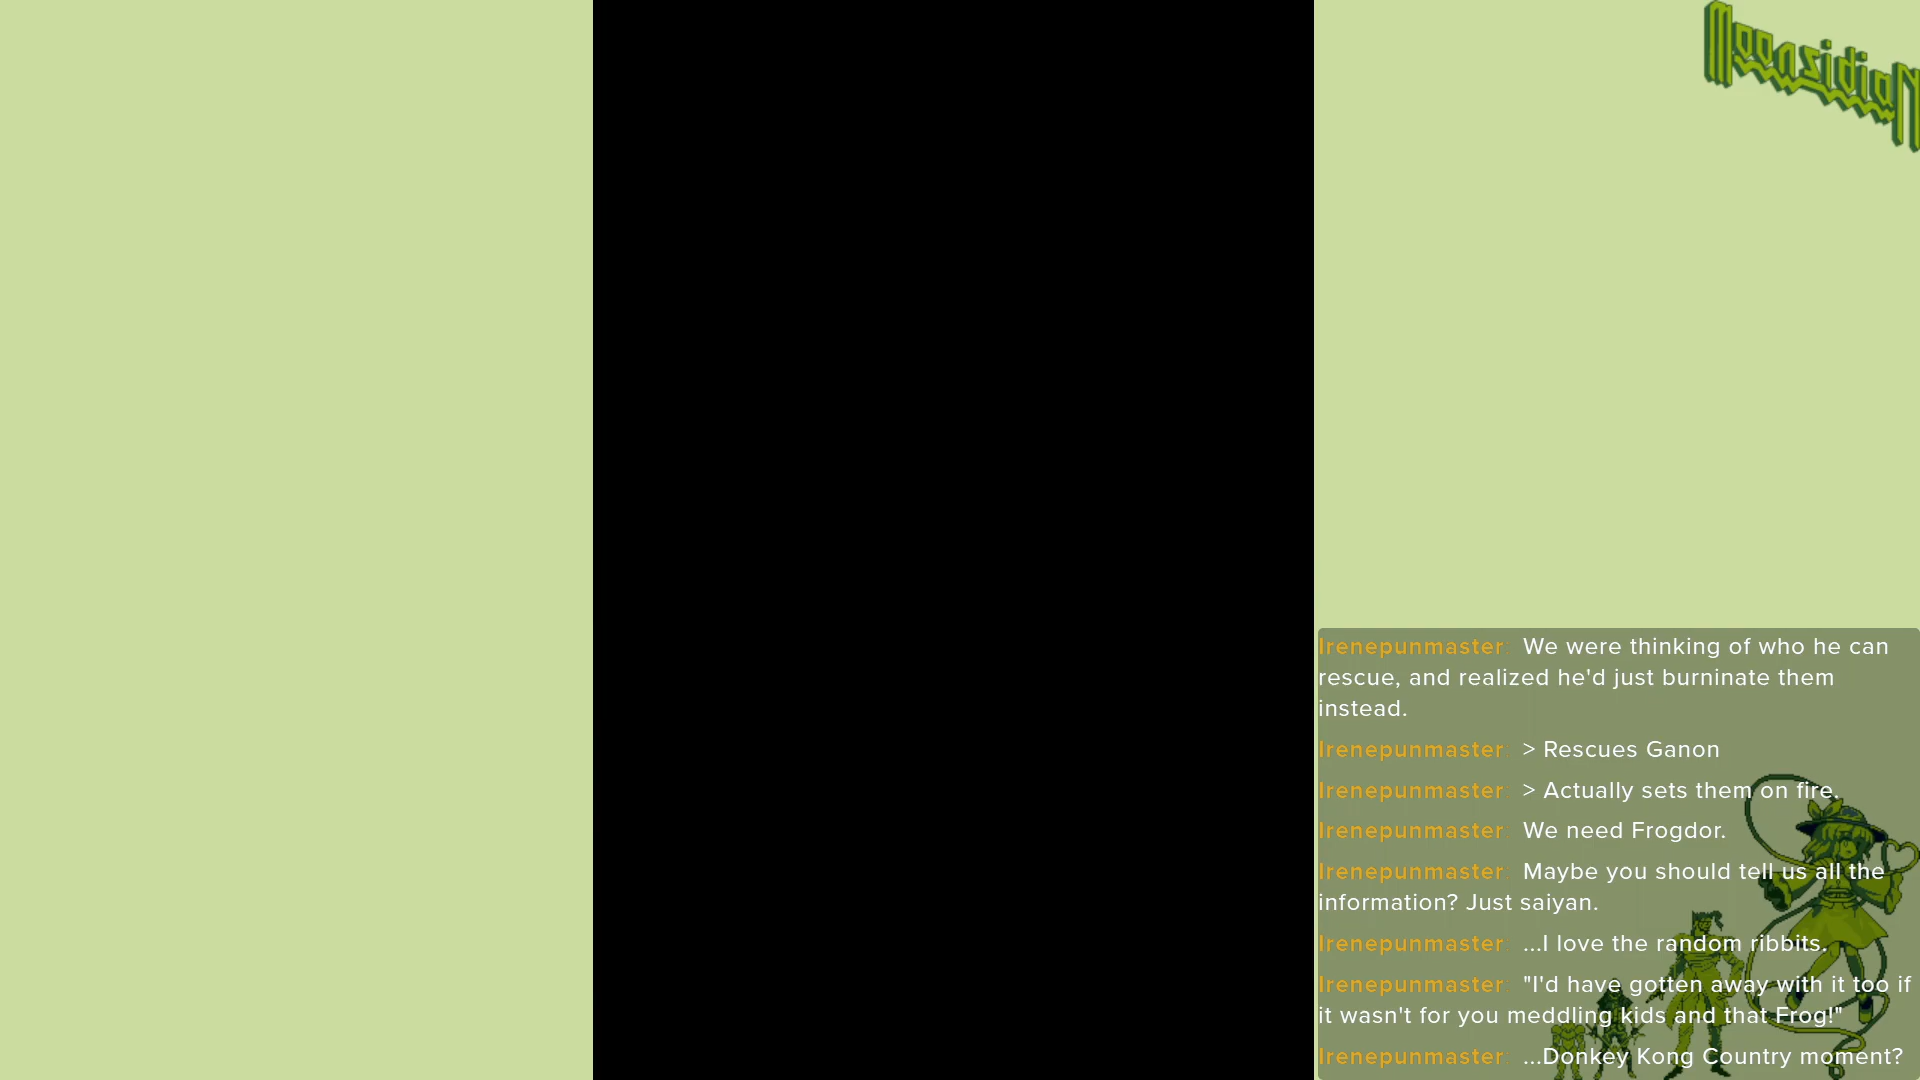 Moonsidian
Irenepunmaster: We were thinking of who he can
rescue, and realized he'd just burninate them
instead.
Irenepunmaster: > Rescues Ganon
Irenepunmaster: > Actually sets them on fire.
Irenepunmaster: We need Frogdor.
Irenepunmaster: Maybe you should tell us all the
information? Just saiyan.
Irenepunmaster: ...I love the random ribbits.
Irenepunmaster: "I'd have gotten away with it too if
it wasn't for you meddling kids and that Frog!"
Irenepunmaster: ...Donkey Kong Country moment?